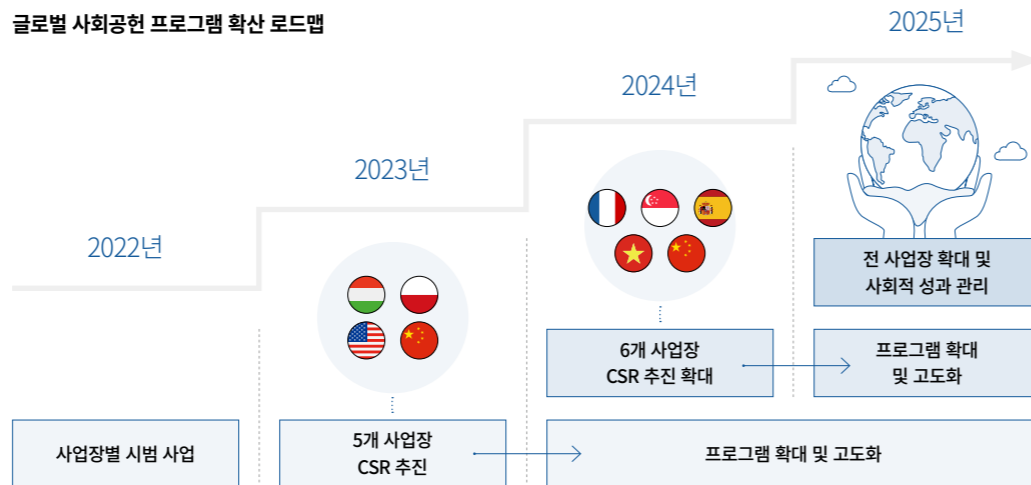 글로벌 사회공헌 프로그램 확산 로드맵
2025년
2024년
2023년
2022년
전 사업장 확대 및
사회적 성과 관리
6개 사업장
CSR 추진 확대
프로그램 확대
및 고도화
사업장별 시범 사업
5개 사업장
CSR 추진
프로그램 확대 및 고도화